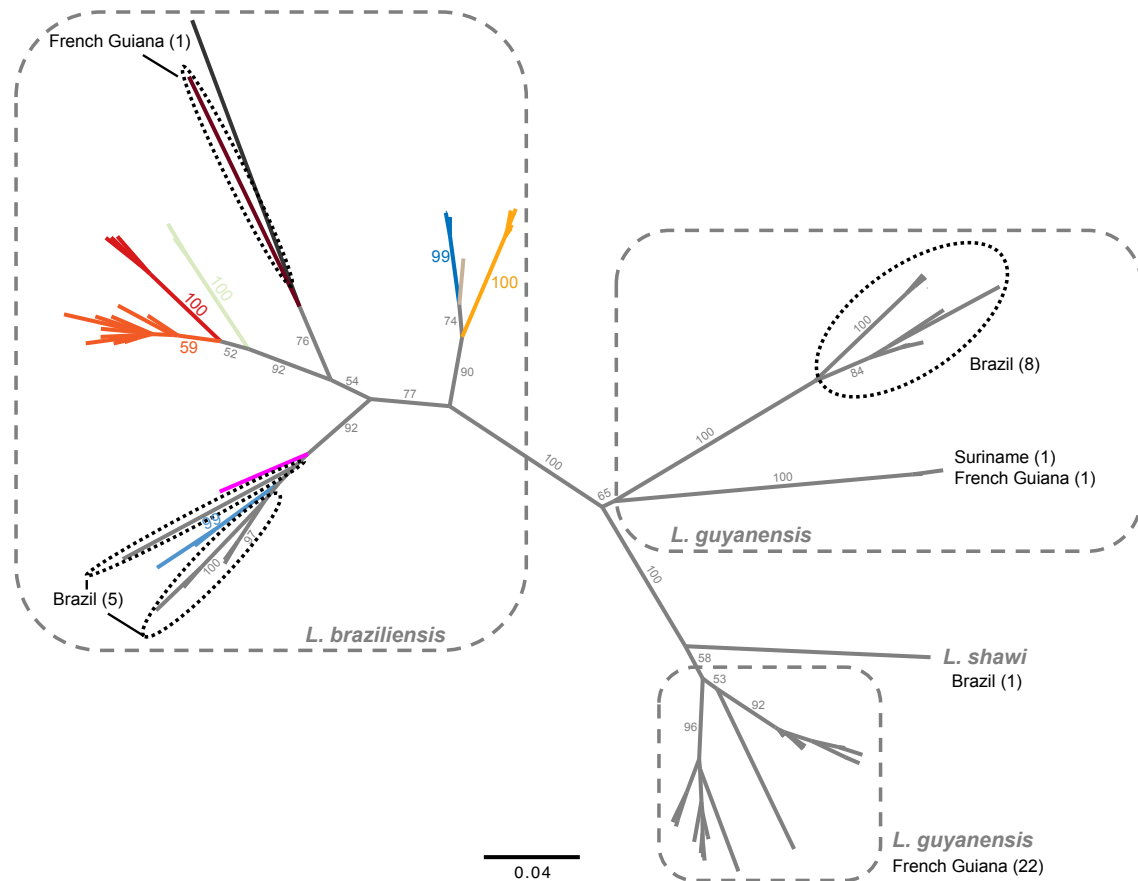 French Guiana (1)
99
100
100
100
74
59
52
76
92
54
90
77
92
100
84
Brazil (8)
100
100
Suriname (1)
French Guiana (1)
100
65
L. guyanensis
99
97
100
100
Brazil (5)
L. braziliensis
58
L. shawi
Brazil (1)
53
92
96
L. guyanensis
French Guiana (22)
0.04